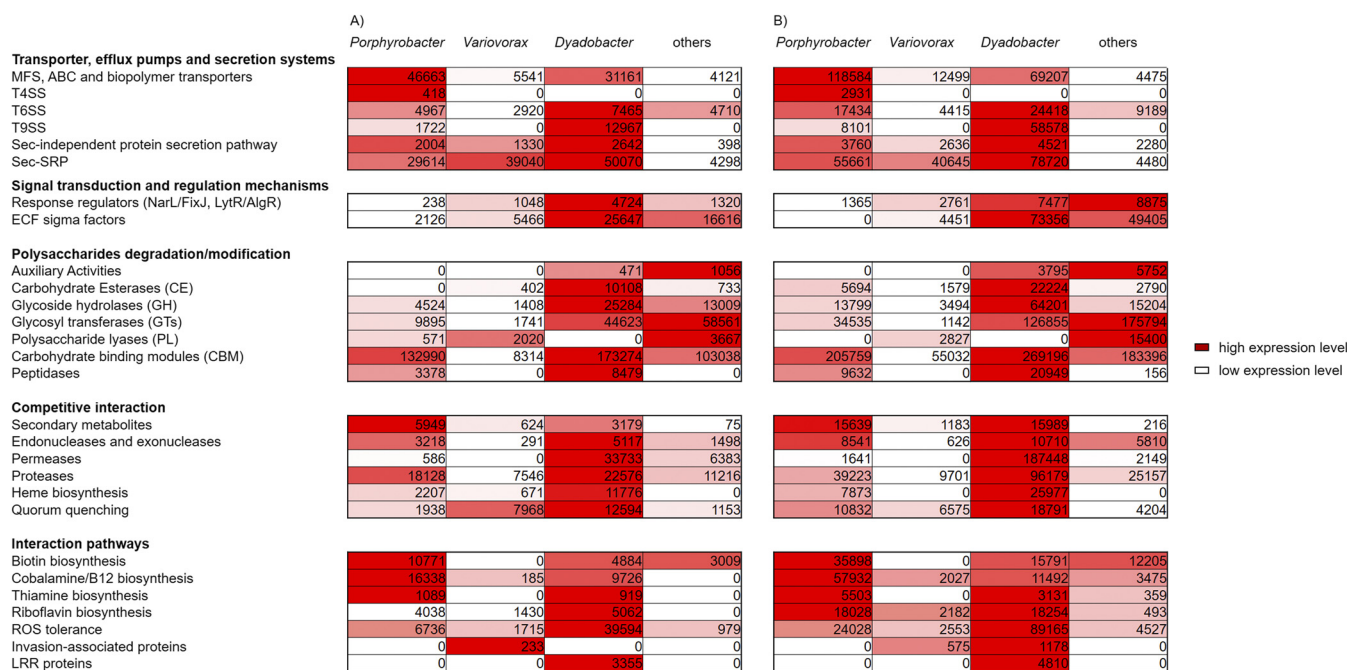 A) B)
Porphyrobacter Variovorax Dyadobacter others Porphyrobacter Variovorax Dyadobacter others
Transporter, efflux pumps and secretion systems
MFS, ABC and biopolymer transporters 46663 5541 31161 4121 118584 12499 69207 4475
T4SS 418 0 0 0 2931 0 0 0
T6SS 4967 2920 7465 4710 17434 4415 24418 9189
T9SS 1722 0 12967 0 8101 0 58578 0
Sec-independent protein secretion pathway 2004 1330 2642 398 3760 2636 4521 2280
Sec-SRP 29614 39040 50070 4298 55661 40645 78720 4480
Signal transduction and regulation mechanisms
Response regulators (NarL/FixJ, LytR/AlgR) 238 1048 4724 1320 1365 2761 7477 8875
ECF sigma factors 2126 5466 25647 16616 0 4451 73356 49405
Polysaccharides degradation/modification
Auxiliary Activities 0 0 471 1056 0 0 3795 5752
Carbohydrate Esterases (CE) 0 402 10108 733 5694 1579 22224 2790
Glycoside hydrolases (GH) 4524 1408 25284 13009 13799 3494 64201 15204
Glycosyl transferases (GTs) 9895 1741 44623 58561 34535 1142 126855 175794
Polysaccharide lyases (PL) 571 2020 0 3667 0 2827 0 15400
Carbohydrate binding modules (CBM) 132990 8314 173274 103038 205759 55032 269196 183396
Peptidases 3378 0 8479 0 9632 0 20949 156
high expression level
low expression level
Competitive interaction
Secondary metabolites 5949 624 3179 75 15639 1183 15989 216
Endonucleases and exonucleases 3218 291 5117 1498 8541 626 10710 5810
Permeases 586 0 33733 6383 1641 0 187448 2149
Proteases 18128 7546 22576 11216 39223 9701 96179 25157
Heme biosynthesis 2207 671 11776 0 7873 0 25977 0
Quorum quenching 1938 7968 12594 1153 10832 6575 18791 4204
Interaction pathways
Biotin biosynthesis 10771 0 4884 3009 35898 0 15791 12205
Cobalamine/B12 biosynthesis 16338 185 9726 0 57932 2027 11492 3475
Thiamine biosynthesis 1089 0 919 0 5503 0 3131 359
Riboflavin biosynthesis 4038 1430 5062 0 18028 2182 18254 493
ROS tolerance 6736 1715 39594 979 24028 2553 89165 4527
Invasion-associated proteins 0 233 0 0 0 575 1178 0
LRR proteins 0 0 3355 0 0 0 4810 0